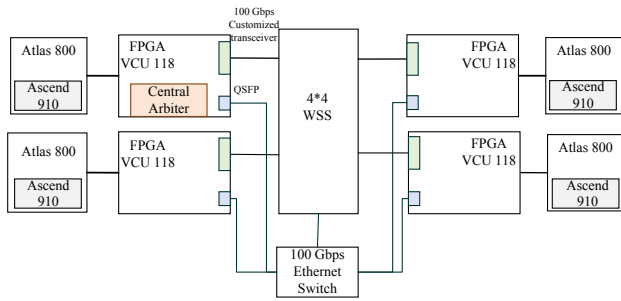 100 Gbps
Customized
transceiver
Atlas 800
Ascend
910
FPGA
VCU 118
Central
Arbiter
QSFP
4*4
WSS
FPGA
VCU 118
Atlas 800
Ascend
910
Atlas 800
Ascend
910
FPGA
VCU 118
FPGA
VCU 118
Atlas 800
Ascend
910
100 Gbps
Ethernet
Switch